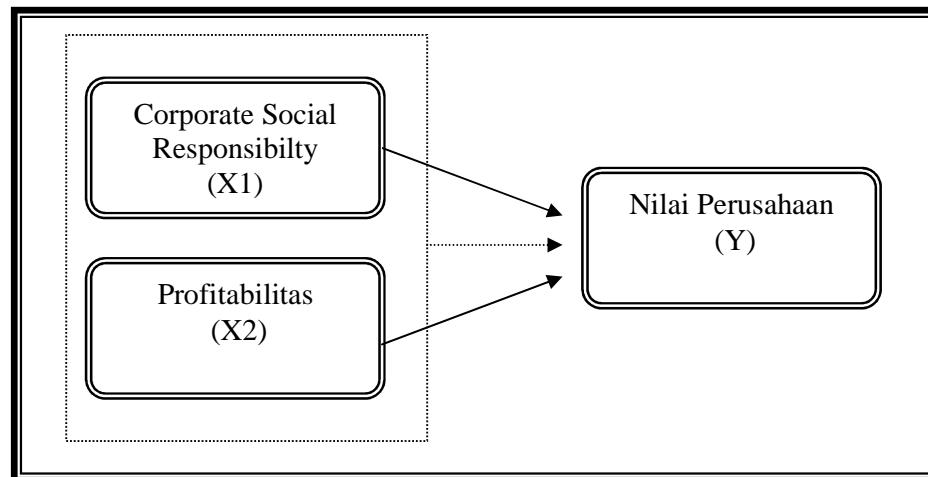 Corporate Social
Responsibilty
(X1)
Nilai Perusahaan
(Y)
Profitabilitas
(X2)